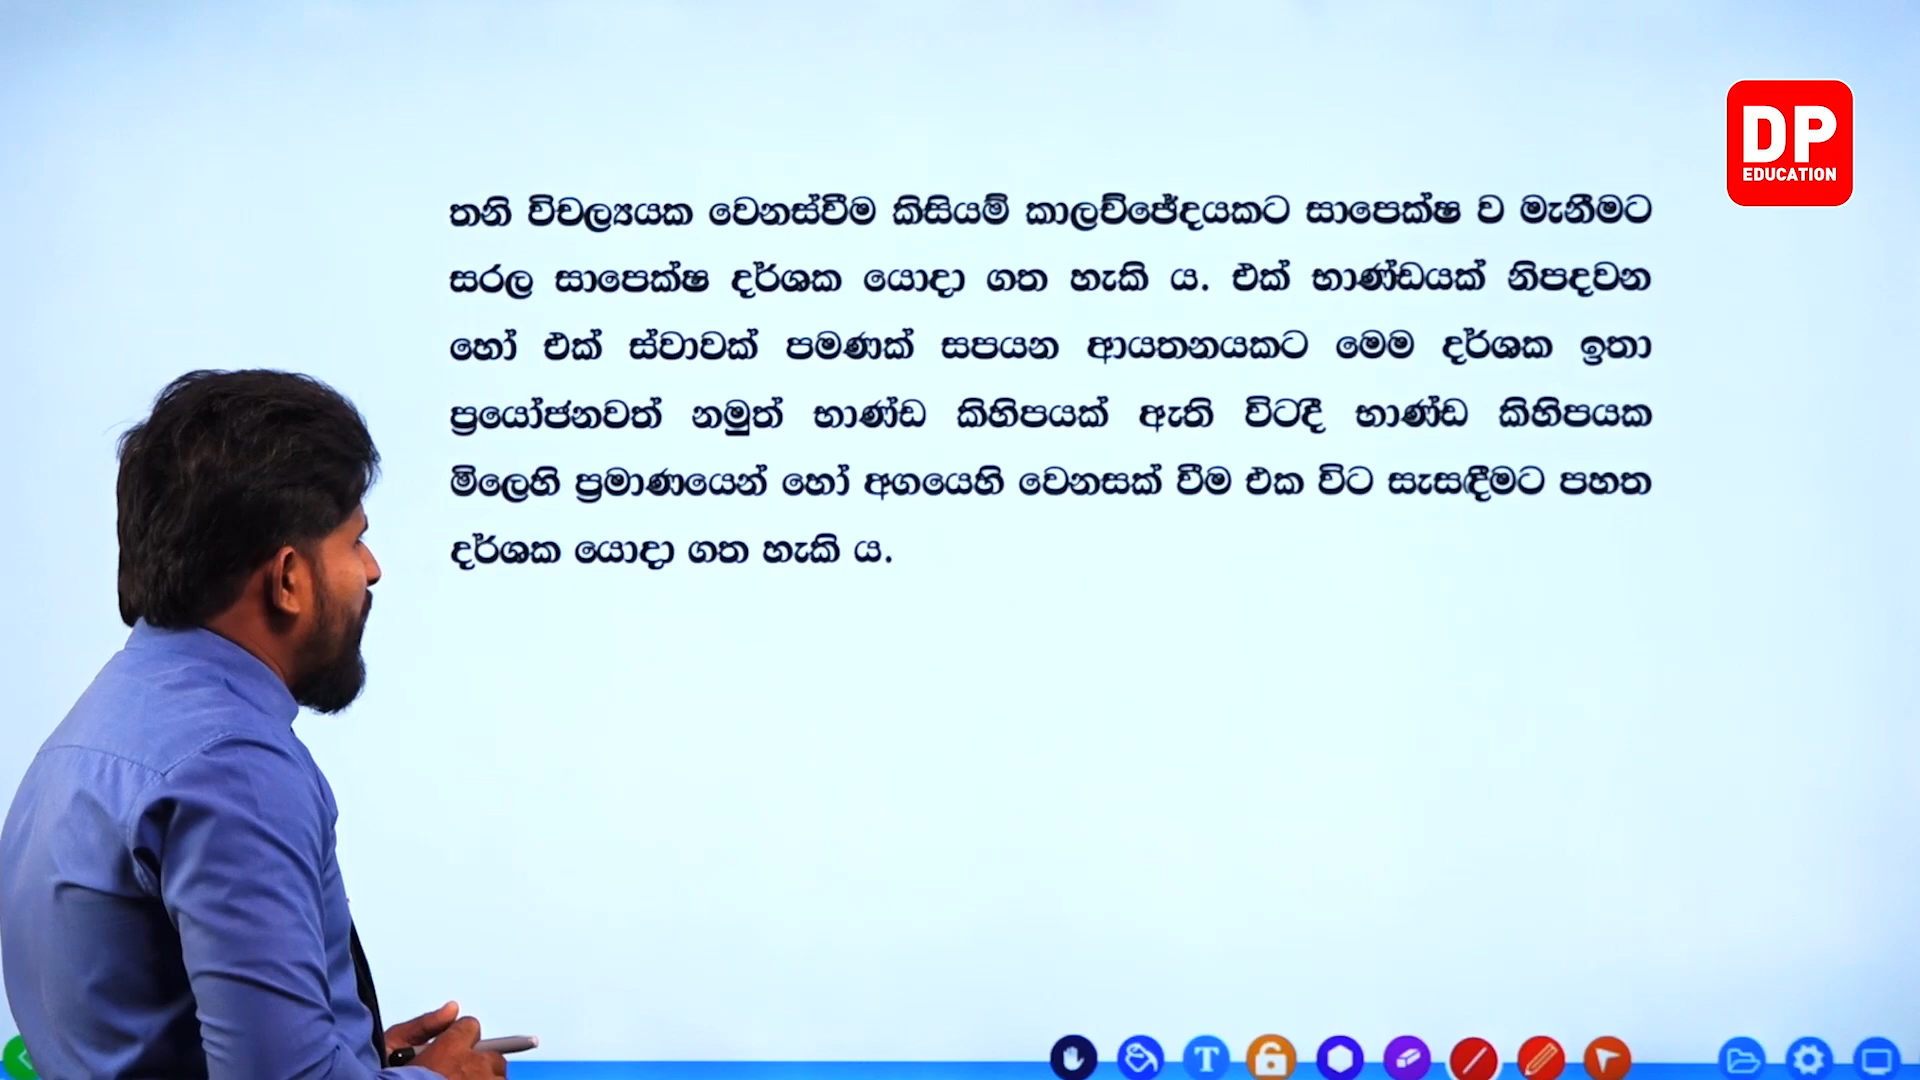 DP
EDUCATION
තනි විචල්‍යයක වෙනස්වීම කිසියම් කාලච්ඡේදයකට සාපෙක්ෂ ව මැනීමට
සරල සාපෙක්ෂ දර්ශක යොදා ගත හැකි ය. එක් භාණ්ඩයක් නිපදවන
හෝ එක් ස්වාවක් පමණක් සපයන ආයතනයකට මෙම දර්ශක ඉතා
ප්‍රයෝජනවත් නමුත් භාණ්ඩ කිහිපයක් ඇති විටදී භාණ්ඩ කිහිපයක
මිලෙහි ප්‍රමාණයෙන් හෝ අගයෙහි වෙනසක් වීම එක විට සැසඳීමට පහත
දර්ශක යොදා ගත හැකි ය.
T